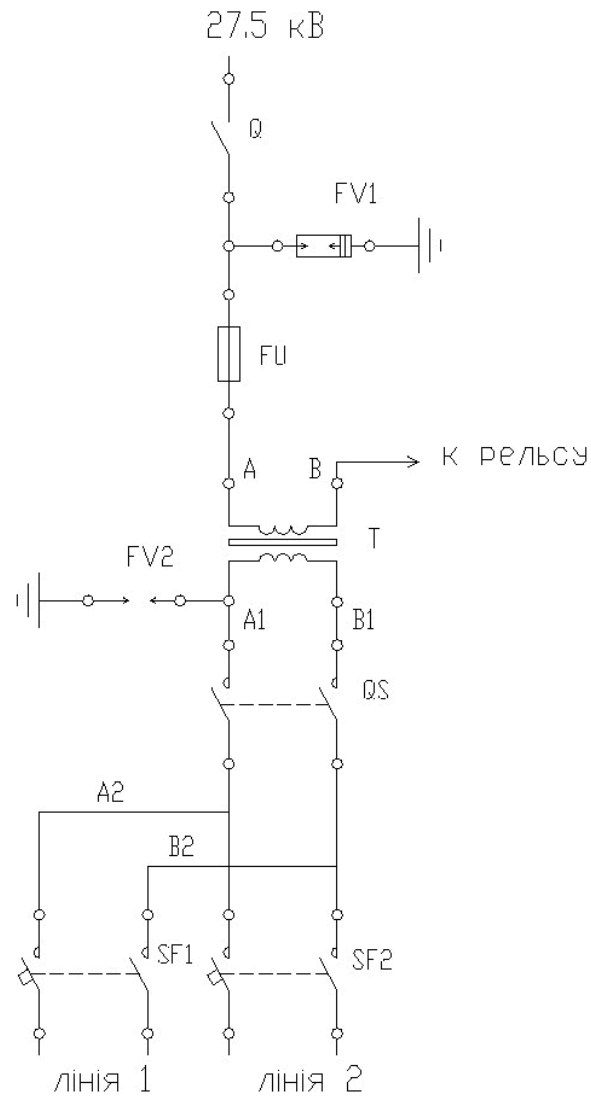 27.5 кВ
Q
FV1
FU
A B к рельсу
T
FV2
A1 B1
QS
A2
B2
SF1 SF2
лінія 1 лінія 2